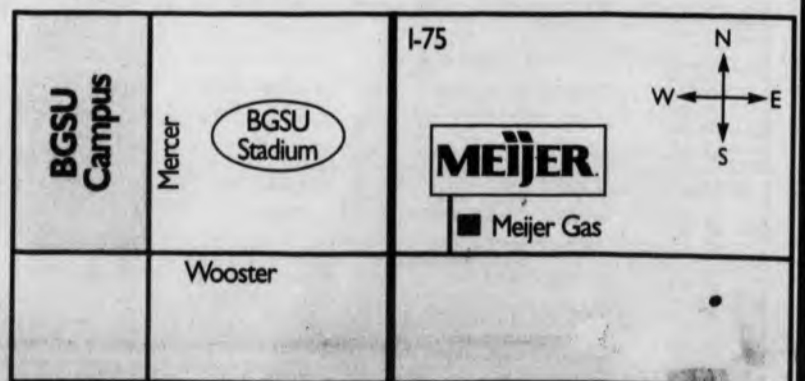 BGSU
Campus
Mercer
BGSU
Stadium
I-75
N
W
E
S
MEIJER
Meijer Gas
Wooster